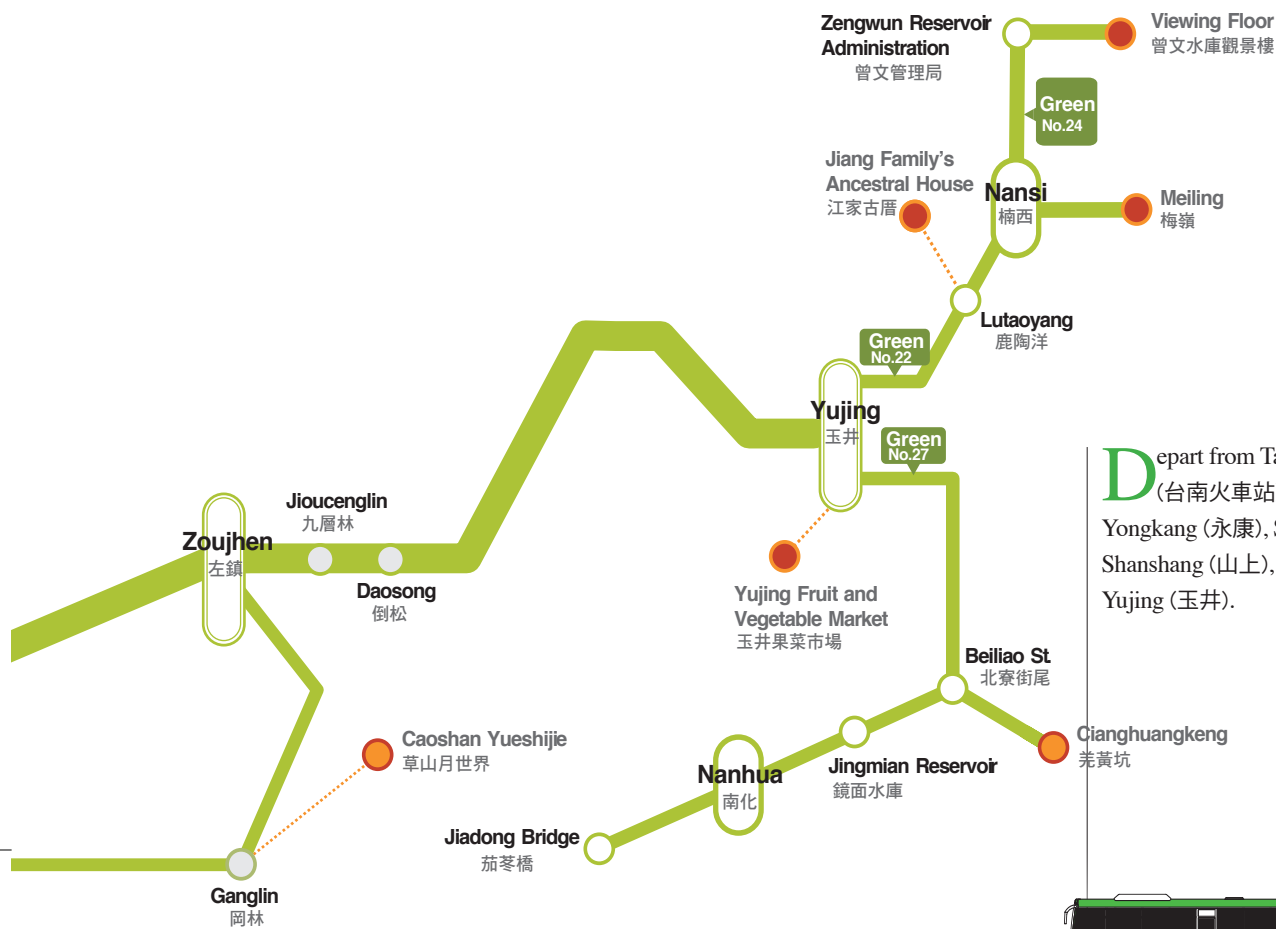 Zengwun Reservoir
Administration
曾文管理局
Viewing Floor
曾文水庫觀景樓
Green
No.24
Jiang Family's
Ancestral House
江家古厝
Nansi
楠西
Meiling
梅嶺
Lutaoyang
鹿陶洋
Green
No.22
Yujing
玉井
Green
No.27
Jioucenglin
九層林
Zoujhen
左鎮
Daosong
倒松
Yujing Fruit and
Vegetable Market
玉井果菜市場
Depart from Ta
(台南火車站
Yongkang (永康), S
Shanshang (山上),
Yujing (玉井).
Beiliao St.
北寮街尾
Caoshan Yueshijie
草山月世界
Cianghuangkeng
羌黃坑
Jingmian Reservoir
鏡面水庫
Nanhua
南化
Jiadong Bridge
茄苳橋
Ganglin
岡林